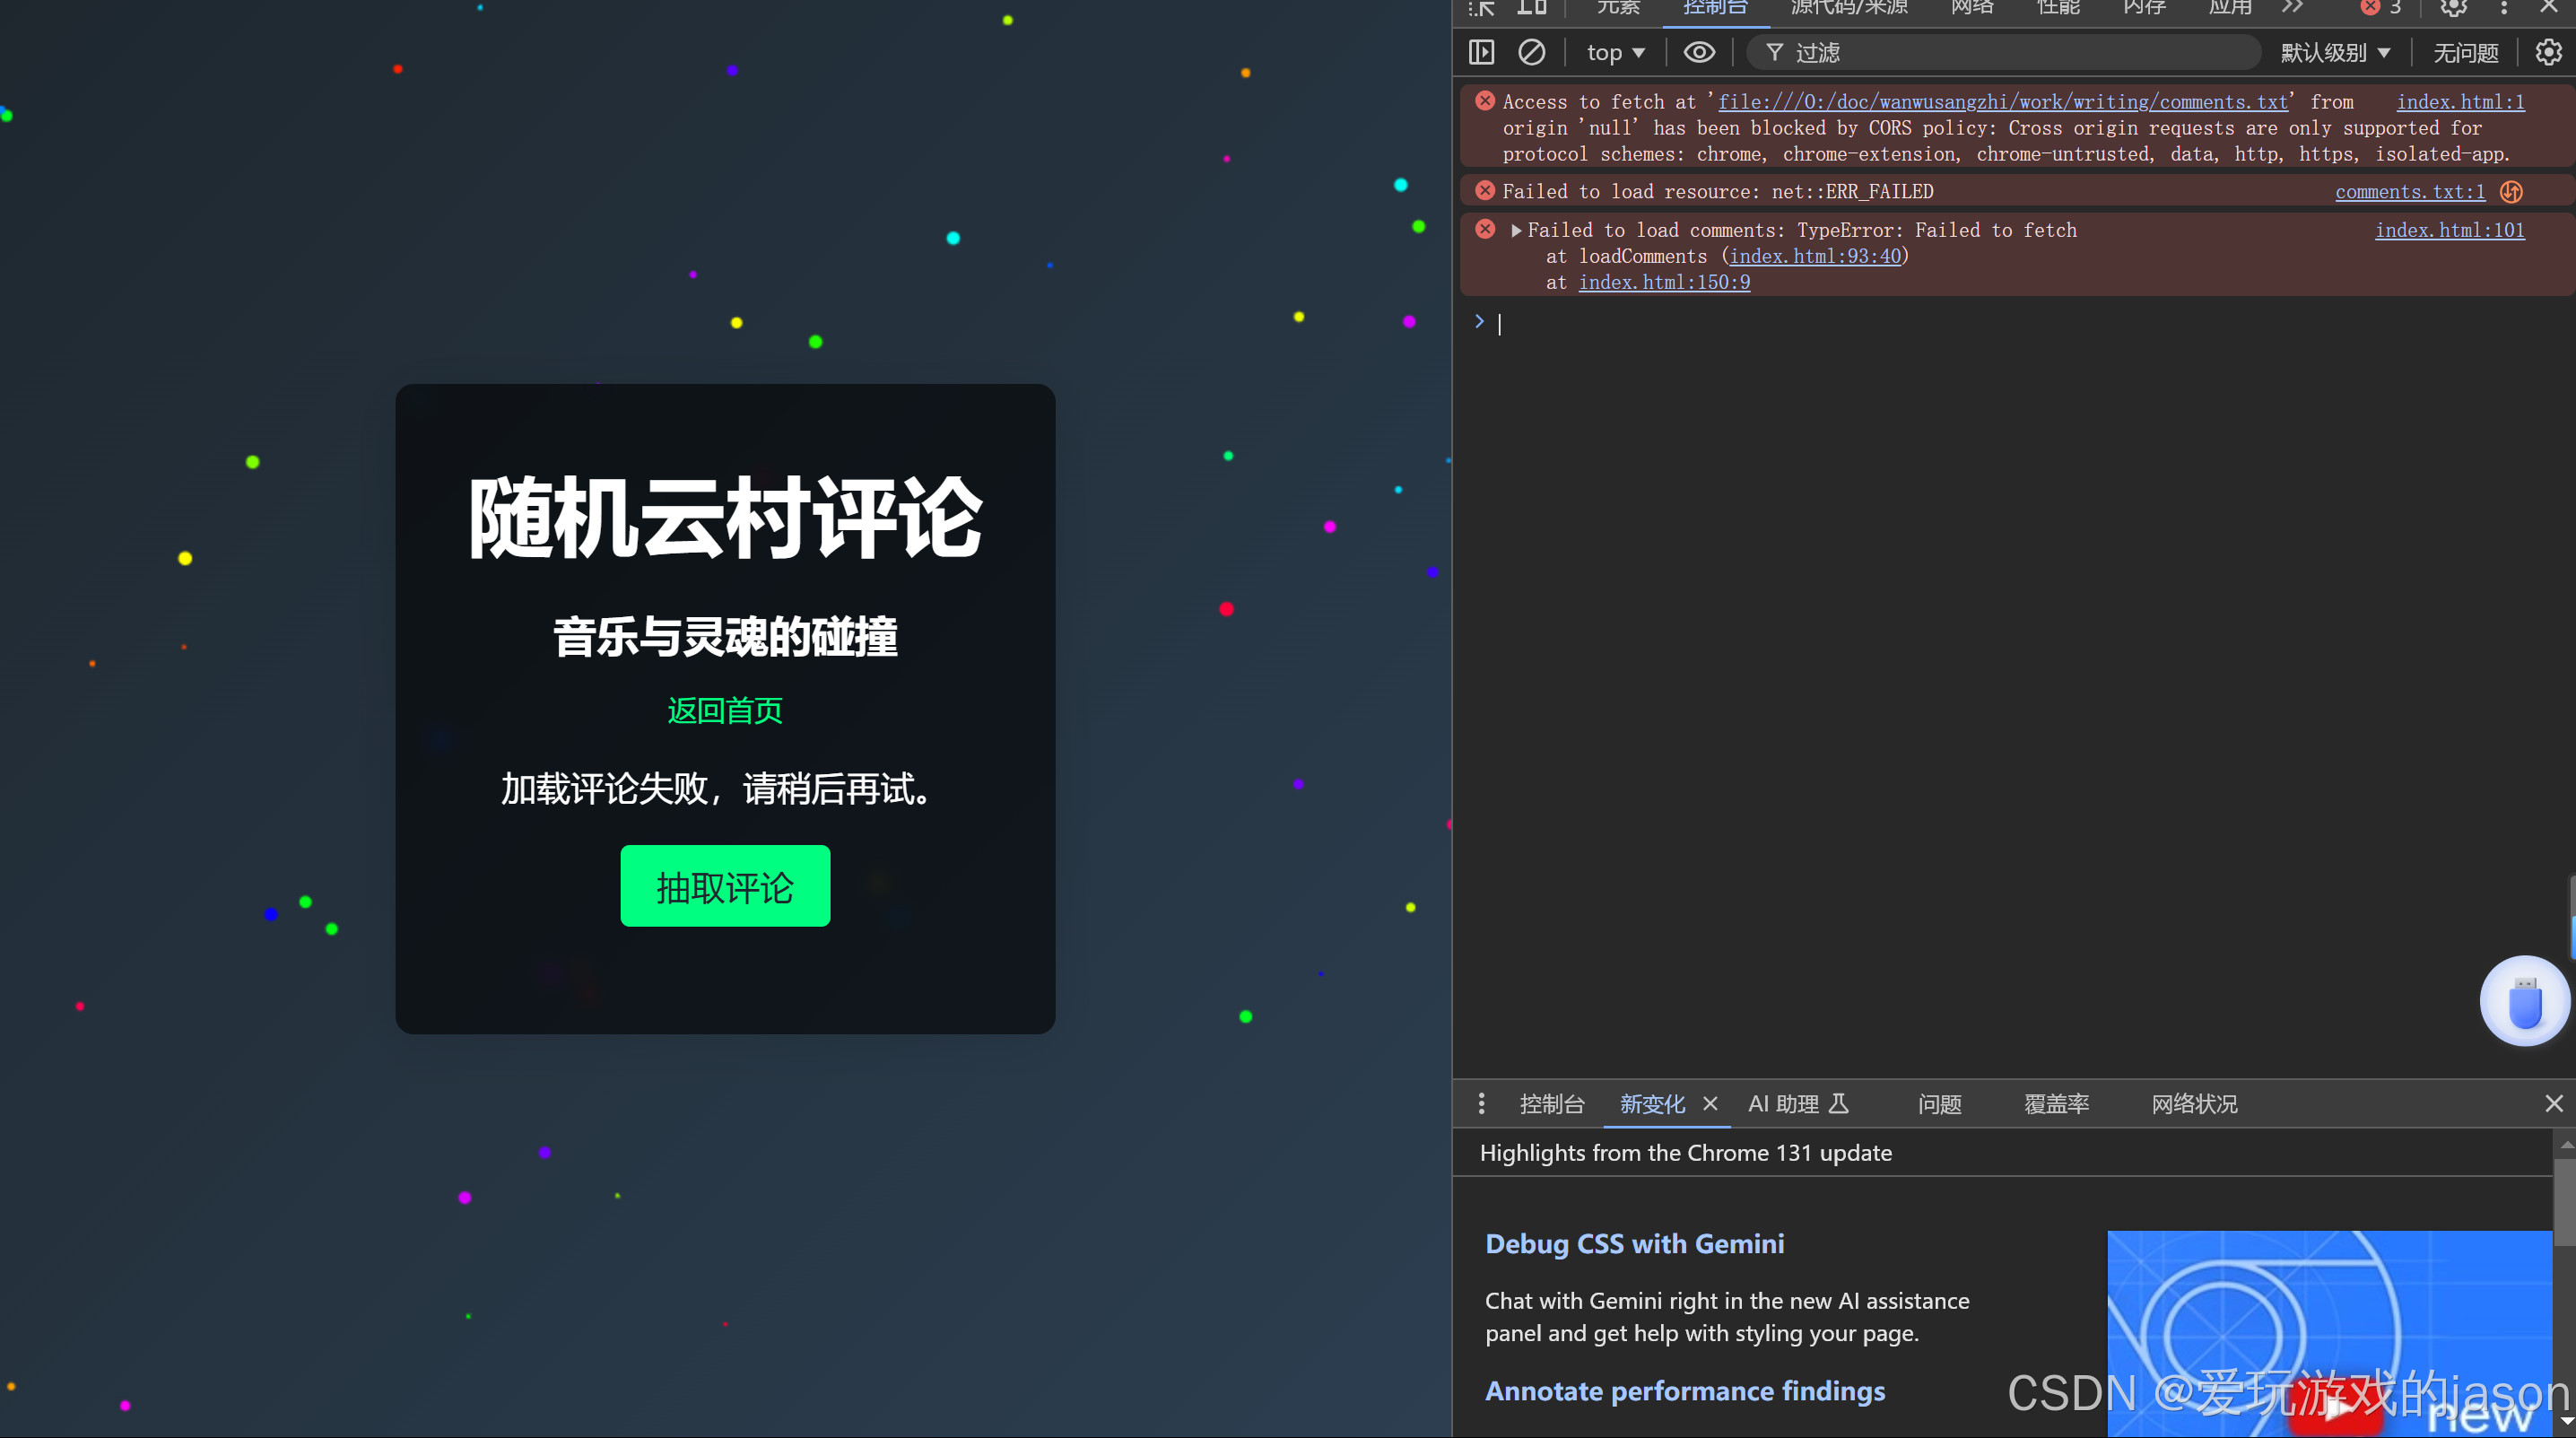 随机云村评论
音乐与灵魂的碰撞
返回首页
加载评论失败，请稍后再试。
抽取评论
元素 控制台 源代码/来源 网络 性能 内存 应用 3
top 过滤 默认级别 无问题
Access to fetch at 'file:///O:/doc/wanwusangzhi/work/writing/comments.txt' from index.html:1
origin 'null' has been blocked by CORS policy: Cross origin requests are only supported for
protocol schemes: chrome, chrome-extension, chrome-untrusted, data, http, https, isolated-app.
Failed to load resource: net::ERR_FAILED comments.txt:1
Failed to load comments: TypeError: Failed to fetch index.html:101
at loadComments (index.html:93:40)
at index.html:150:9
控制台 新变化 AI 助理 问题 覆盖率 网络状况
Highlights from the Chrome 131 update
Debug CSS with Gemini
Chat with Gemini right in the new AI assistance
panel and get help with styling your page.
Annotate performance findings
new
CSDN @爱玩游戏的jason